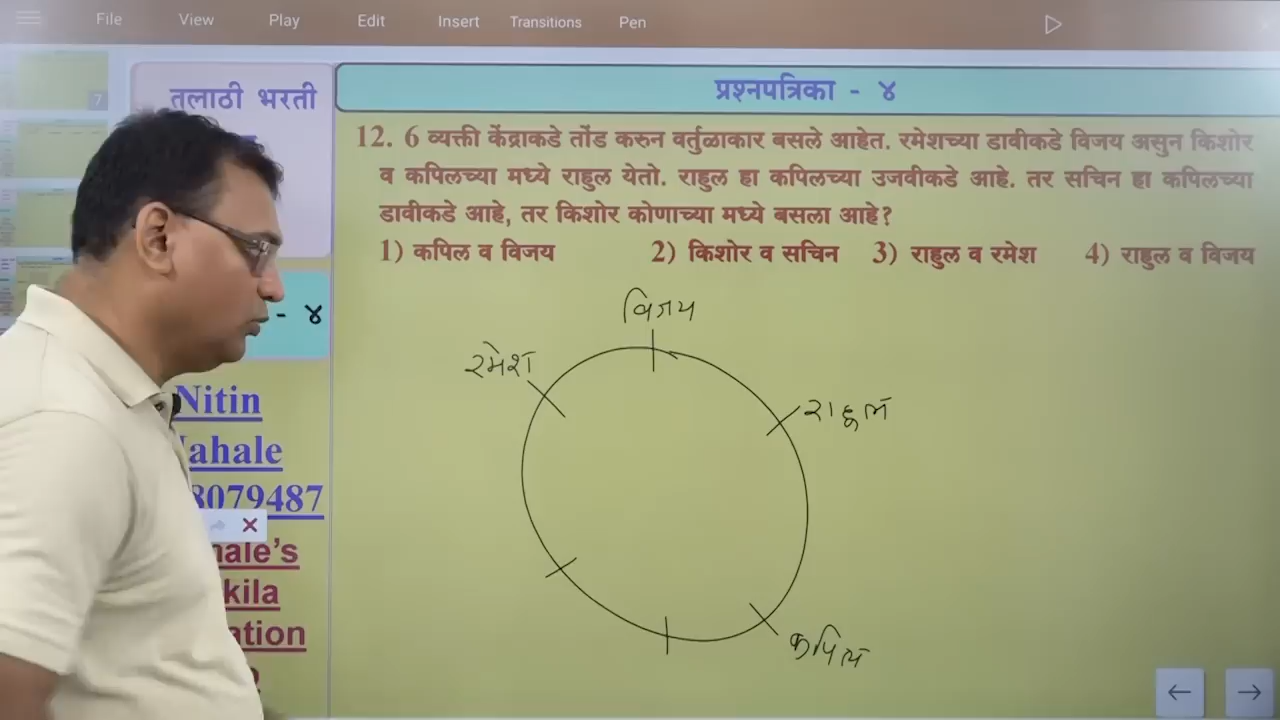 File View Play Edit Insert Transitions Pen
7
तलाठी भरती
प्रश्नपत्रिका - ४
12. 6 व्यक्ती केंद्राकडे तोंड करुन वर्तुळाकार बसले आहेत. रमेशच्या डावीकडे विजय असुन किशोर
व कपिलच्या मध्ये राहुल येतो. राहुल हा कपिलच्या उजवीकडे आहे. तर सचिन हा कपिलच्या
डावीकडे आहे, तर किशोर कोणाच्या मध्ये बसला आहे?
1) कपिल व विजय 2) किशोर व सचिन 3) राहुल व रमेश 4) राहुल व विजय
- ४
विजय
रमेश
राहुल
कपिल
Nitin
ahale
8079487
hale's
kila
ation